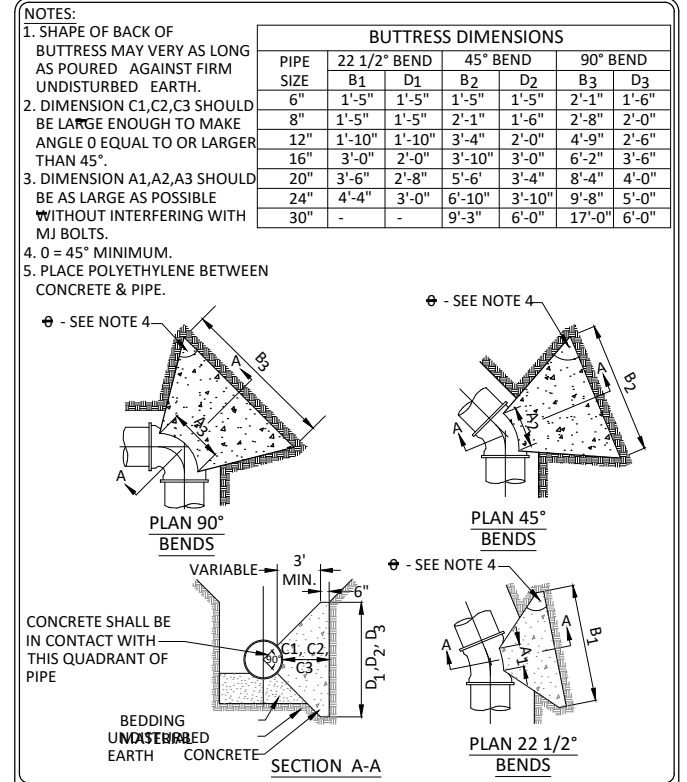 NOTES:
1. SHAPE OF BACK OF
BUTTRESS MAY VERY AS LONG
AS POURED AGAINST FIRM
UNDISTURBED EARTH.
2. DIMENSION C1,C2,C3 SHOULD
BE LARGE ENOUGH TO MAKE
ANGLE 0 EQUAL TO OR LARGER
THAN 45°.
3. DIMENSION A1,A2,A3 SHOULD
BE AS LARGE AS POSSIBLE
WITHOUT INTERFERING WITH
MJ BOLTS.
4. 0 = 45° MINIMUM.
5. PLACE POLYETHYLENE BETWEEN
CONCRETE & PIPE.
BUTTRESS DIMENSIONS
PIPE 22 1/2° BEND 45° BEND 90° BEND
SIZE B1 D1 B2 D2 B3 D3
6" 1'-5" 1'-5" 1'-5" 1'-5" 2'-1" 1'-6"
8" 1'-5" 1'-5" 2'-1" 1'-6" 2'-8" 2'-0"
12" 1'-10" 1'-10" 3'-4" 2'-0" 4'-9" 2'-6"
16" 3'-0" 2'-0" 3'-10" 3'-0" 6'-2" 3'-6"
20" 3'-6" 2'-8" 5'-6' 3'-4" 8'-4" 4'-0"
24" 4'-4" 3'-0" 6'-10" 3'-10" 9'-8" 5'-0"
30" - - 9'-3" 6'-0" 17'-0" 6'-0"
θ - SEE NOTE 4
A
B3
A3
A
PLAN 90°
BENDS
θ - SEE NOTE 4
A
B2
A2
A
PLAN 45°
BENDS
VARIABLE
3'
MIN.
6"
CONCRETE SHALL BE
IN CONTACT WITH
THIS QUADRANT OF
PIPE
90°
C1, C2,
C3
D1, D2, D3
BEDDING
MATERIAL
UNDISTURBED
EARTH
CONCRETE
SECTION A-A
θ - SEE NOTE 4
A
B1
A1
A
PLAN 22 1/2°
BENDS